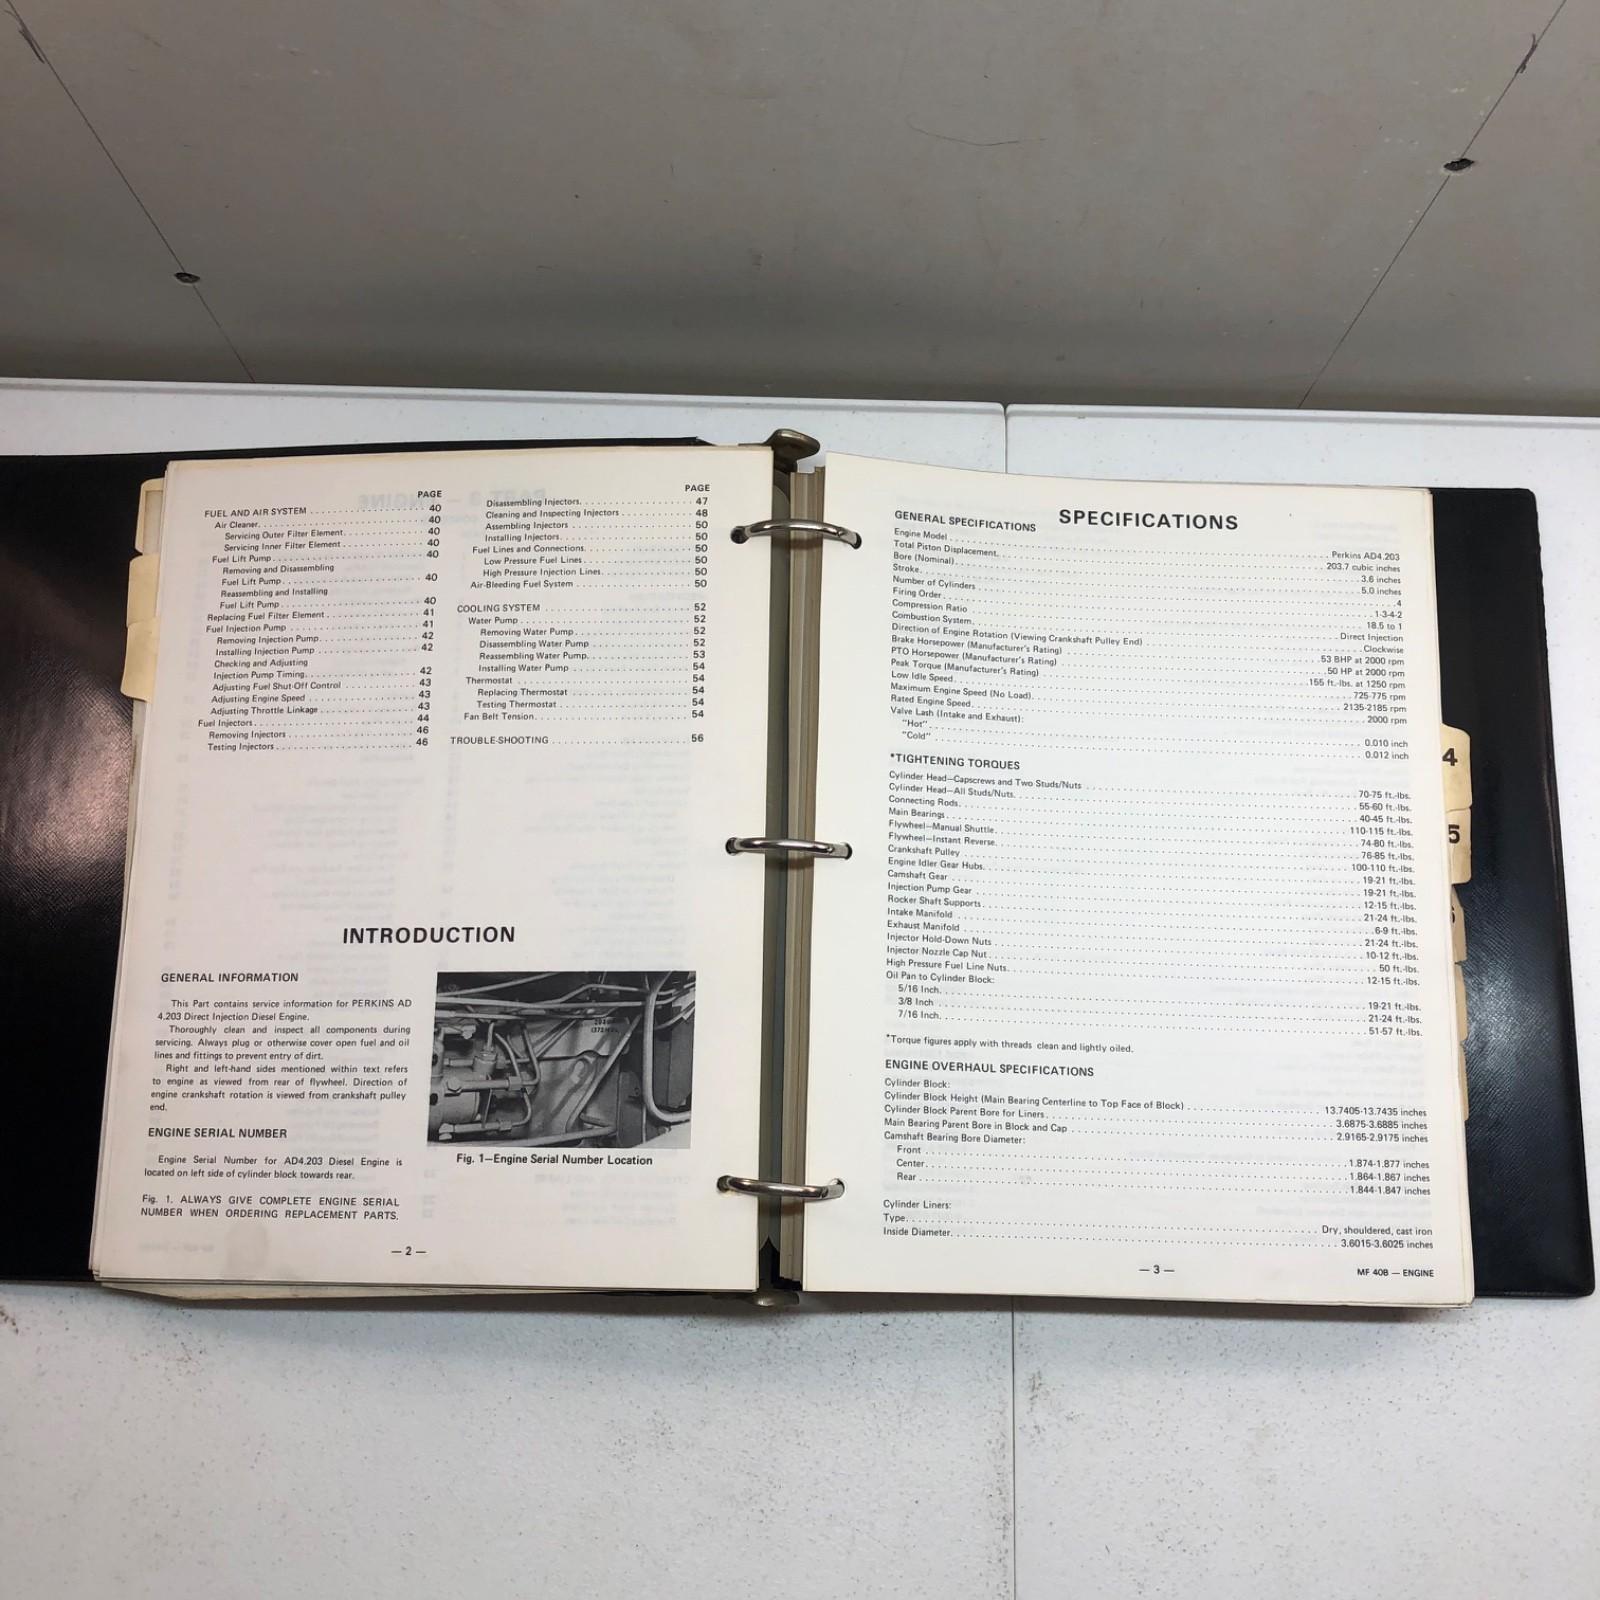 PAGE
FUEL AND AIR SYSTEM . . . . . . . . . . 40
Air Cleaner. . . . . . . . . . 40
Servicing Outer Filter Element. . . . . . . . . . 40
Servicing Inner Filter Element . . . . . . . . . . 40
Fuel Lift Pump . . . . . . . . . . 40
Removing and Disassembling
Fuel Lift Pump . . . . . . . . . . 40
Reassembling and Installing
Fuel Lift Pump . . . . . . . . . . 40
Replacing Fuel Filter Element . . . . . . . . . . 41
Fuel Injection Pump . . . . . . . . . . 41
Removing Injection Pump. . . . . . . . . . 42
Installing Injection Pump . . . . . . . . . . 42
Checking and Adjusting
Injection Pump Timing. . . . . . . . . . 42
Adjusting Fuel Shut-Off Control . . . . . . . . . . 43
Adjusting Engine Speed . . . . . . . . . . 43
Adjusting Throttle Linkage . . . . . . . . . . 43
Fuel Injectors . . . . . . . . . . 44
Removing Injectors . . . . . . . . . . 46
Testing Injectors . . . . . . . . . . 46
PAGE
Disassembling Injectors. . . . . . . . . . 47
Cleaning and Inspecting Injectors . . . . . . . . . . 48
Assembling Injectors . . . . . . . . . . 50
Installing Injectors. . . . . . . . . . 50
Fuel Lines and Connections. . . . . . . . . . 50
Low Pressure Fuel Lines . . . . . . . . . . 50
High Pressure Injection Lines. . . . . . . . . . 50
Air-Bleeding Fuel System . . . . . . . . . . 50
COOLING SYSTEM . . . . . . . . . . 52
Water Pump . . . . . . . . . . 52
Removing Water Pump. . . . . . . . . . 52
Disassembling Water Pump . . . . . . . . . . 52
Reassembling Water Pump. . . . . . . . . . 53
Installing Water Pump . . . . . . . . . . 54
Thermostat . . . . . . . . . . 54
Replacing Thermostat . . . . . . . . . . 54
Testing Thermostat . . . . . . . . . . 54
Fan Belt Tension. . . . . . . . . . 54
TROUBLE-SHOOTING . . . . . . . . . . 56
INTRODUCTION
GENERAL INFORMATION
This Part contains service information for PERKINS AD
4.203 Direct Injection Diesel Engine.
Thoroughly clean and inspect all components during
servicing. Always plug or otherwise cover open fuel and oil
lines and fittings to prevent entry of dirt.
Right and left-hand sides mentioned within text refers
to engine as viewed from rear of flywheel. Direction of
engine crankshaft rotation is viewed from crankshaft pulley
end.
ENGINE SERIAL NUMBER
Engine Serial Number for AD4.203 Diesel Engine is
located on left side of cylinder block towards rear.
Fig. 1. ALWAYS GIVE COMPLETE ENGINE SERIAL
NUMBER WHEN ORDERING REPLACEMENT PARTS.
Fig. 1—Engine Serial Number Location
— 2 —
SPECIFICATIONS
GENERAL SPECIFICATIONS
Engine Model . . . . . . . . . . Perkins AD4.203
Total Piston Displacement. . . . . . . . . . 203.7 cubic inches
Bore (Nominal) . . . . . . . . . . 3.6 inches
Stroke. . . . . . . . . . 5.0 inches
Number of Cylinders . . . . . . . . . . 4
Firing Order. . . . . . . . . . 1-3-4-2
Compression Ratio . . . . . . . . . . 18.5 to 1
Combustion System. . . . . . . . . . Direct Injection
Direction of Engine Rotation (Viewing Crankshaft Pulley End) . . . . . . . . . . Clockwise
Brake Horsepower (Manufacturer's Rating) . . . . . . . . . . 53 BHP at 2000 rpm
PTO Horsepower (Manufacturer's Rating) . . . . . . . . . . 50 HP at 2000 rpm
Peak Torque (Manufacturer's Rating) . . . . . . . . . . 155 ft.-lbs. at 1250 rpm
Low Idle Speed. . . . . . . . . . 725-775 rpm
Maximum Engine Speed (No Load). . . . . . . . . . 2135-2185 rpm
Rated Engine Speed. . . . . . . . . . 2000 rpm
Valve Lash (Intake and Exhaust):
"Hot" . . . . . . . . . . 0.010 inch
"Cold" . . . . . . . . . . 0.012 inch
*TIGHTENING TORQUES
Cylinder Head—Capscrews and Two Studs/Nuts . . . . . . . . . . 70-75 ft.-lbs.
Cylinder Head—All Studs/Nuts. . . . . . . . . . 55-60 ft.-lbs.
Connecting Rods. . . . . . . . . . 40-45 ft.-lbs.
Main Bearings. . . . . . . . . . 110-115 ft.-lbs.
Flywheel—Manual Shuttle. . . . . . . . . . 74-80 ft.-lbs.
Flywheel—Instant Reverse. . . . . . . . . . 76-85 ft.-lbs.
Crankshaft Pulley . . . . . . . . . . 100-110 ft.-lbs.
Engine Idler Gear Hubs. . . . . . . . . . 19-21 ft.-lbs.
Camshaft Gear . . . . . . . . . . 19-21 ft.-lbs.
Injection Pump Gear . . . . . . . . . . 12-15 ft.-lbs.
Rocker Shaft Supports . . . . . . . . . . 21-24 ft.-lbs.
Intake Manifold . . . . . . . . . . 6-9 ft.-lbs.
Exhaust Manifold . . . . . . . . . . 21-24 ft.-lbs.
Injector Hold-Down Nuts . . . . . . . . . . 10-12 ft.-lbs.
Injector Nozzle Cap Nut . . . . . . . . . . 50 ft.-lbs.
High Pressure Fuel Line Nuts. . . . . . . . . . 12-15 ft.-lbs.
Oil Pan to Cylinder Block:
5/16 Inch. . . . . . . . . . 19-21 ft.-lbs.
3/8 Inch . . . . . . . . . . 21-24 ft.-lbs.
7/16 Inch. . . . . . . . . . 51-57 ft.-lbs.
*Torque figures apply with threads clean and lightly oiled.
ENGINE OVERHAUL SPECIFICATIONS
Cylinder Block:
Cylinder Block Height (Main Bearing Centerline to Top Face of Block) . . . . . . . . . . 13.7405-13.7435 inches
Cylinder Block Parent Bore for Liners . . . . . . . . . . 3.6875-3.6885 inches
Main Bearing Parent Bore in Block and Cap . . . . . . . . . . 2.9165-2.9175 inches
Camshaft Bearing Bore Diameter:
Front . . . . . . . . . . 1.874-1.877 inches
Center. . . . . . . . . . 1.864-1.867 inches
Rear . . . . . . . . . . 1.844-1.847 inches
Cylinder Liners:
Type. . . . . . . . . . Dry, shouldered, cast iron
Inside Diameter. . . . . . . . . . 3.6015-3.6025 inches
— 3 —
MF 40B — ENGINE
4
5
6